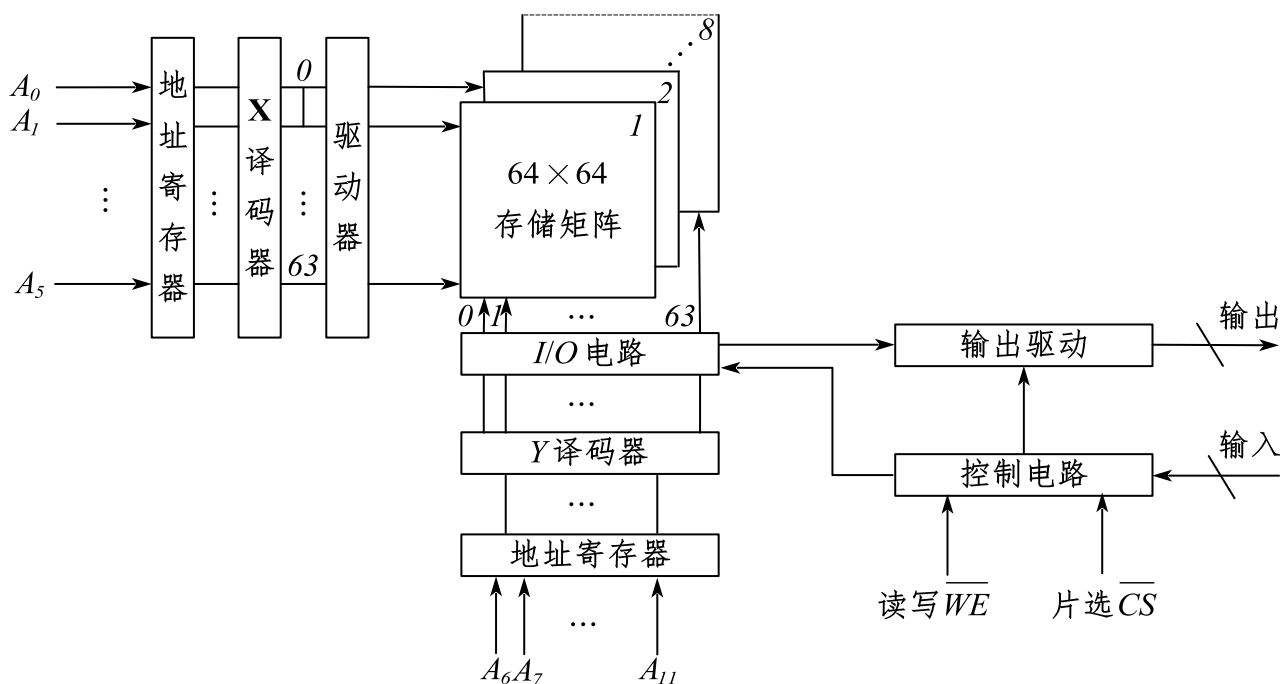 A0
A1
⋮
A5
地址寄存器
⋮
X译码器
0
⋮
63
驱动器
8
⋯
2
1
64×64
存储矩阵
0 1 ⋯ 63
I/O 电路
⋯
Y 译码器
⋯
地址寄存器
A6 A7 ⋯ A11
输出驱动
输出
控制电路
输入
读写 \overline{WE}
片选 \overline{CS}